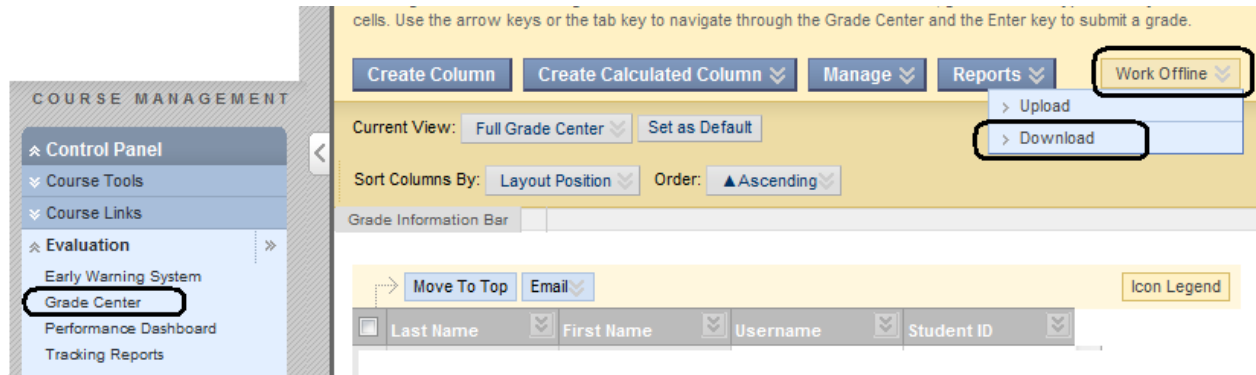 cells. Use the arrow keys or the tab key to navigate through the Grade Center and the Enter key to submit a grade.
Create Column Create Calculated Column Manage Reports Work Offline
> Upload
> Download
Current View: Full Grade Center Set as Default
Sort Columns By: Layout Position Order: ▲Ascending
Grade Information Bar
Move To Top Email Icon Legend
Last Name First Name Username Student ID
COURSE MANAGEMENT
Control Panel
Course Tools
Course Links
Evaluation
Early Warning System
Grade Center
Performance Dashboard
Tracking Reports